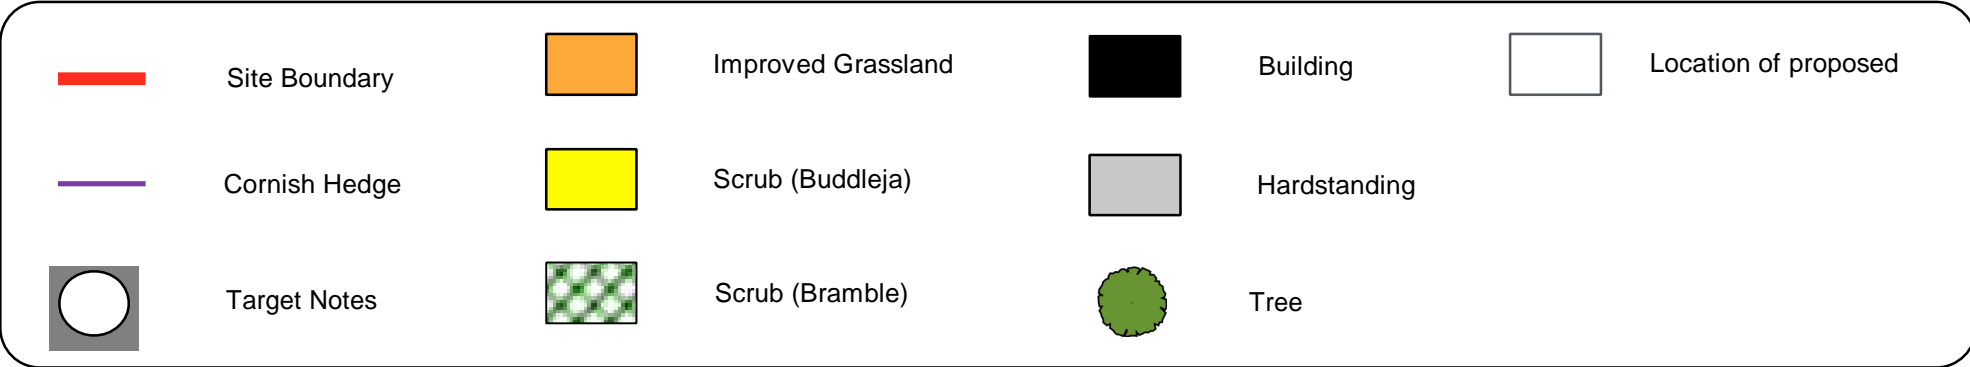 Site Boundary
Improved Grassland
Building
Location of proposed
Cornish Hedge
Scrub (Buddleja)
Hardstanding
Target Notes
Scrub (Bramble)
Tree